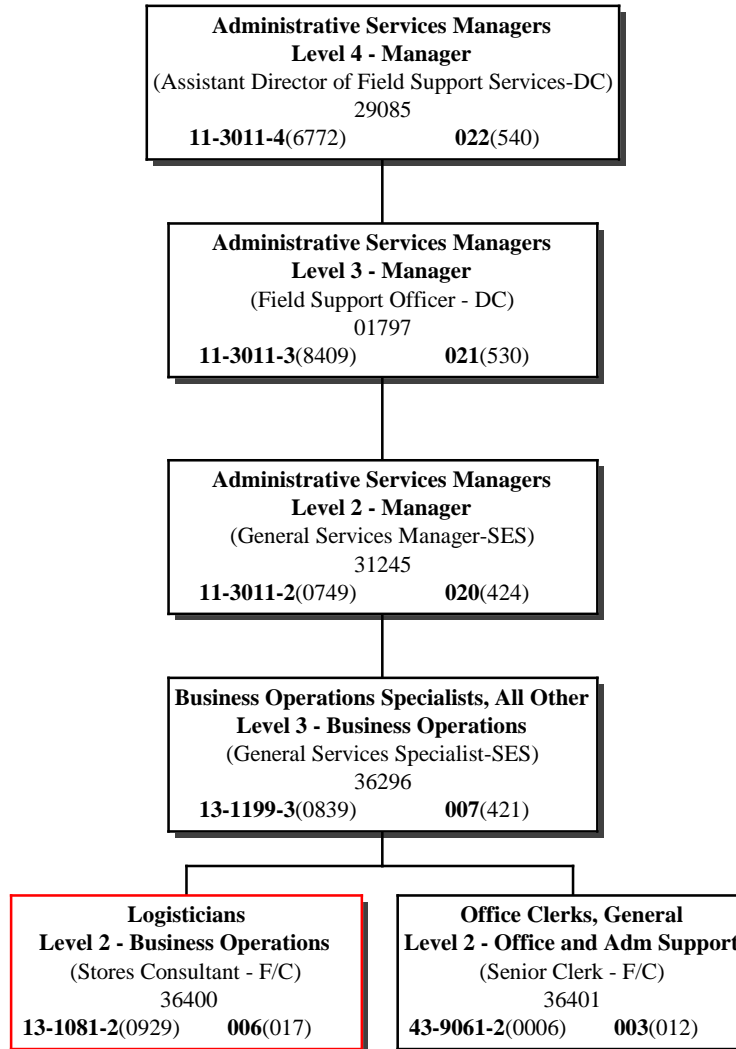 Administrative Services Managers
Level 4 - Manager
(Assistant Director of Field Support Services-DC)
29085
11-3011-4(6772) 022(540)
Administrative Services Managers
Level 3 - Manager
(Field Support Officer - DC)
01797
11-3011-3(8409) 021(530)
Administrative Services Managers
Level 2 - Manager
(General Services Manager-SES)
31245
11-3011-2(0749) 020(424)
Business Operations Specialists, All Other
Level 3 - Business Operations
(General Services Specialist-SES)
36296
13-1199-3(0839) 007(421)
Logisticians
Level 2 - Business Operations
(Stores Consultant - F/C)
36400
13-1081-2(0929) 006(017)
Office Clerks, General
Level 2 - Office and Adm Support
(Senior Clerk - F/C)
36401
43-9061-2(0006) 003(012)